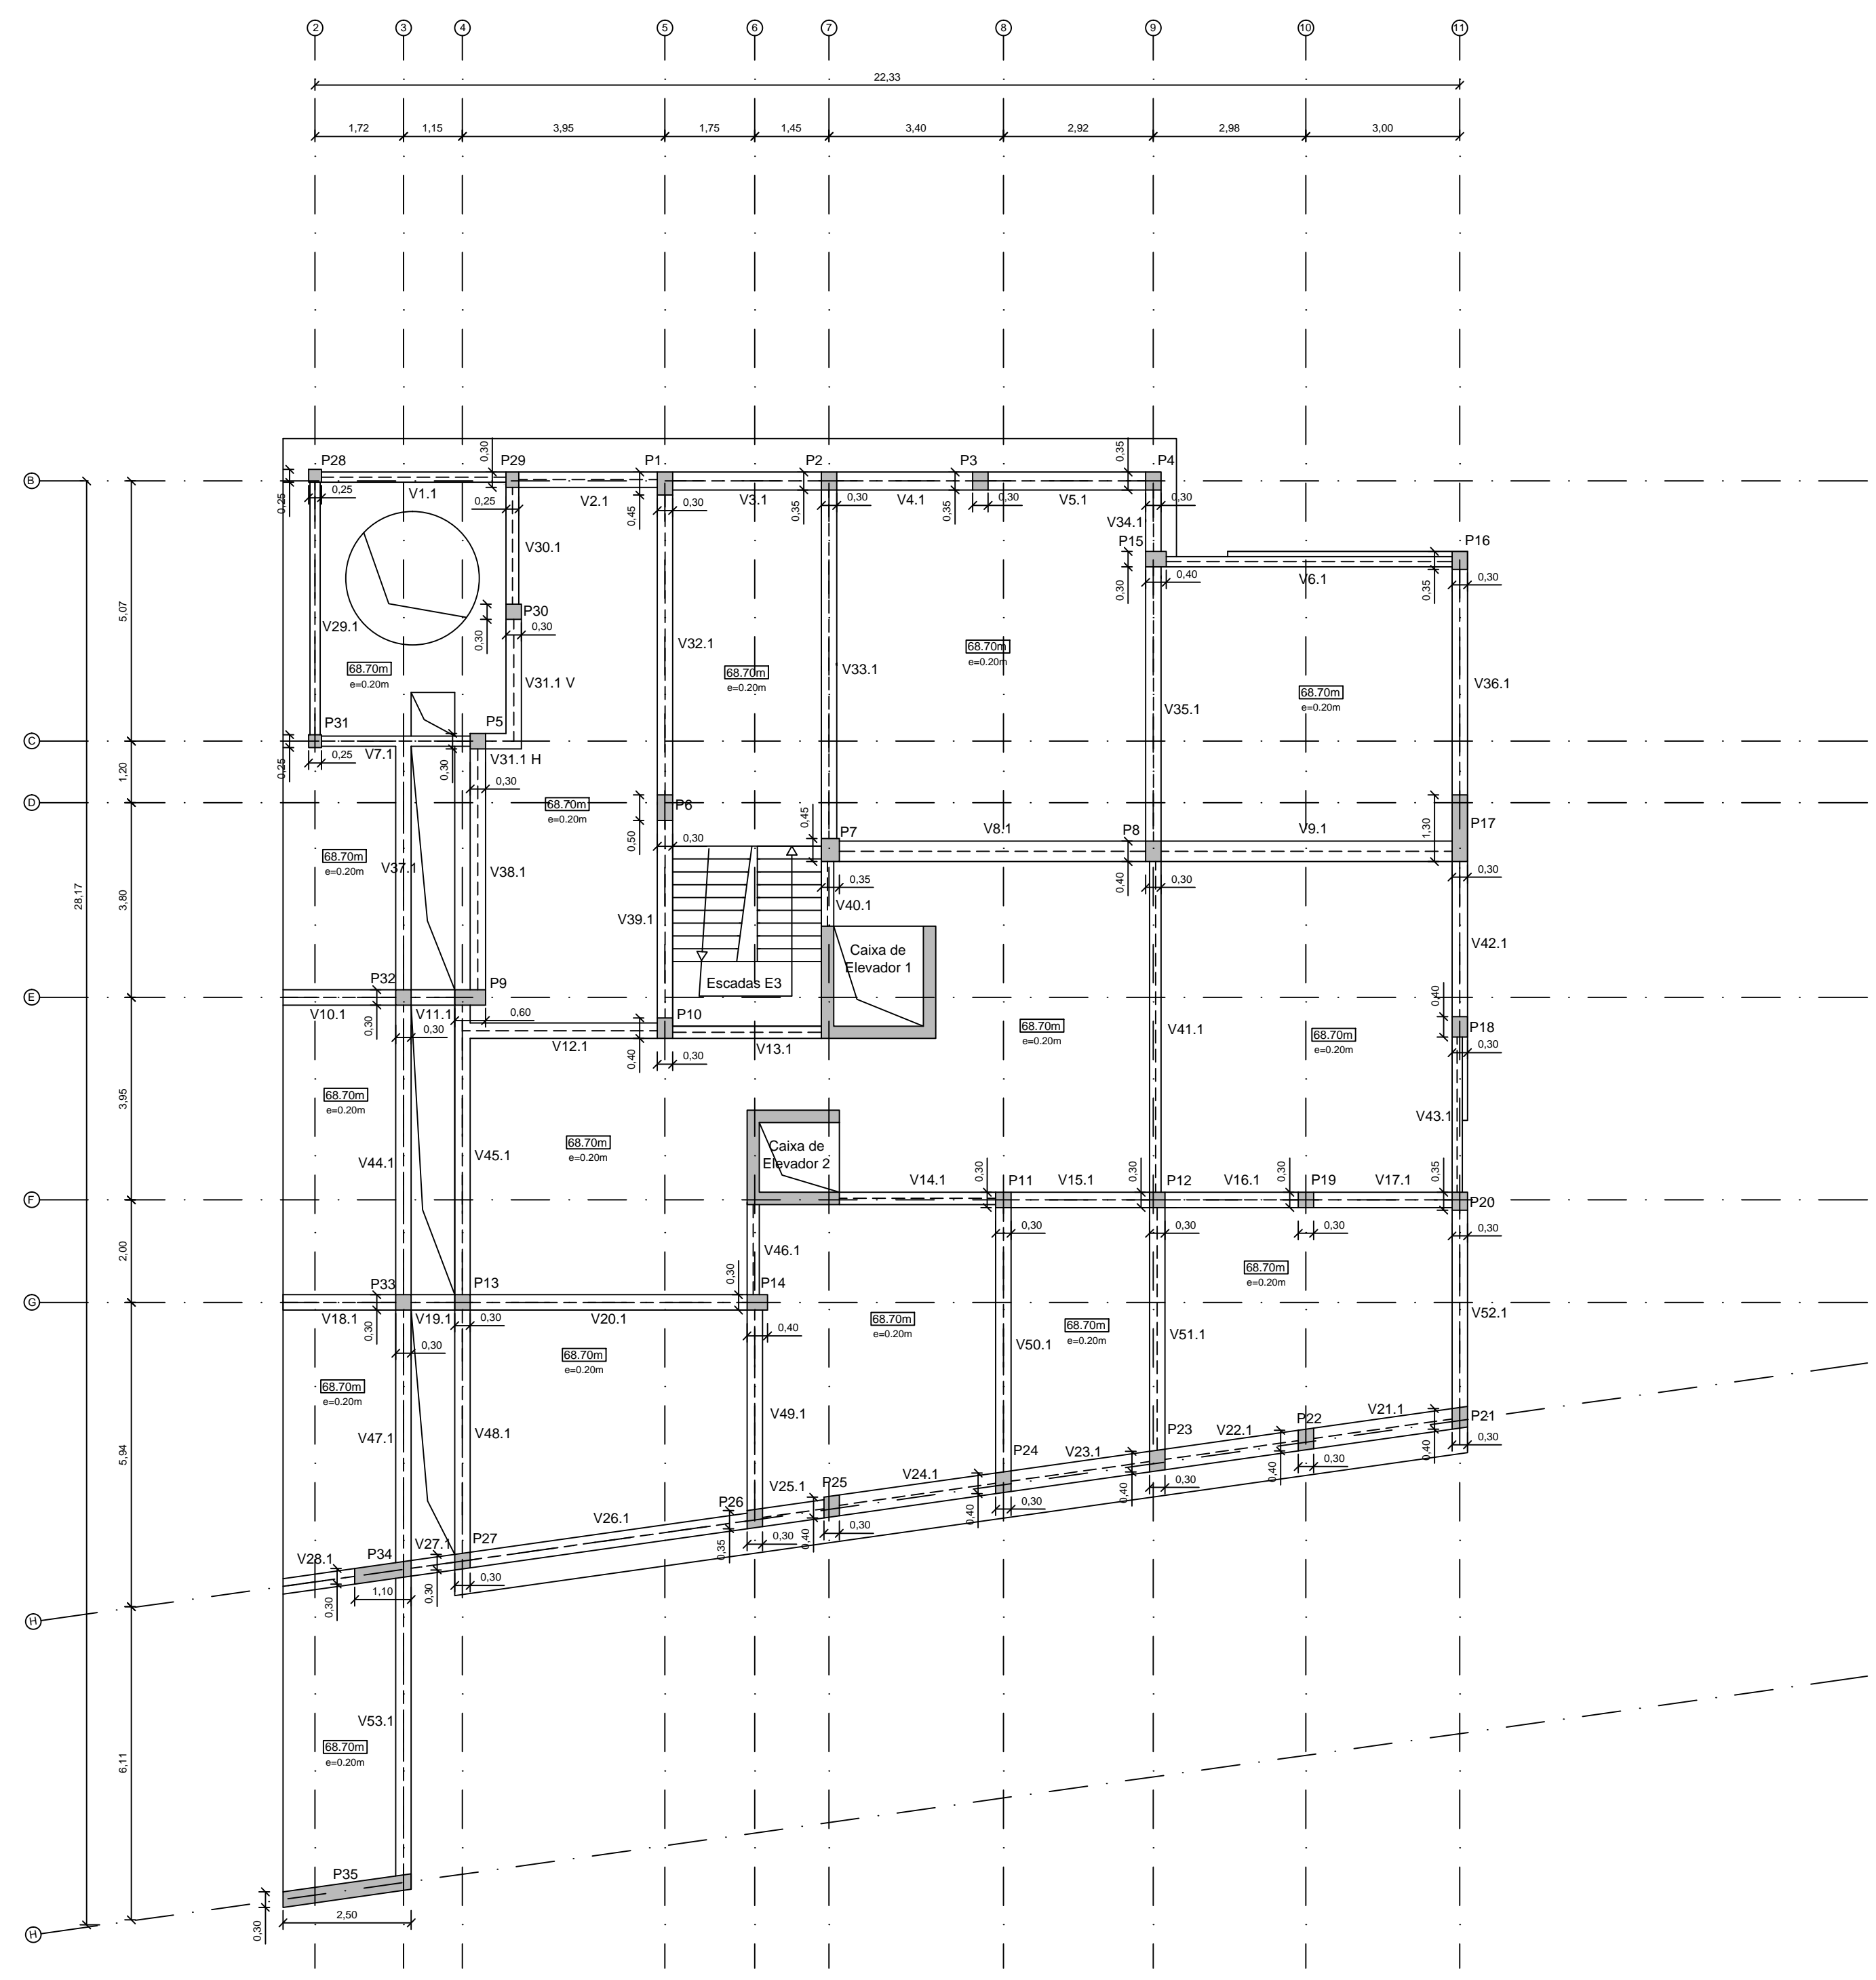 2 3 4 5 6 7 8 9 10 11
22,33
1,72 1,15 3,95 1,75 1,45 3,40 2,92 2,98 3,00
P28 0,30 P29 P1 P2 P3 0,35 P4
B
0,25 0,25 V1.1 0,25 V2.1 0,45 0,30 V3.1 0,35 0,30 V4.1 0,35 0,30 V5.1 0,30
V34.1
P15 P16
V30.1
0,30 0,40 V6.1 0,35 0,30
5,07
V29.1 P30
0,30 0,30
V32.1 V33.1
68.70m
e=0.20m
68.70m
e=0.20m
68.70m
e=0.20m
68.70m
e=0.20m
V31.1 V V35.1 V36.1
P31 P5
C
0,25 0,25 V7.1 0,30 V31.1 H
1,20
0,30
D
68.70m
e=0.20m
P6 0,50 0,30
0,45 P7 V8.1 P8 V9.1 1,30 P17
68.70m
e=0.20m
V37.1 V38.1 0,35 0,40 0,30 0,30
28,17
3,80
V39.1 V40.1 V42.1
Caixa de
Elevador 1
Escadas E3
P32 P9
E
V10.1 0,30 0,30 V11.1 0,60
0,40 P18 0,30
P10
V12.1 0,40 0,30 V13.1
68.70m
e=0.20m
V41.1
68.70m
e=0.20m
68.70m
e=0.20m
3,95
V43.1
68.70m
e=0.20m
Caixa de
Elevador 2
V44.1 V45.1
V14.1 0,30 P11 V15.1 0,30 P12 V16.1 0,30 P19 V17.1 0,35 P20
F
0,30 0,30 0,30 0,30
2,00
V46.1
68.70m
e=0.20m
P33 P13 0,30 P14
G
V18.1 0,30 0,30 V19.1 0,30 V20.1 0,40
68.70m
e=0.20m
68.70m
e=0.20m
V52.1
V50.1 V51.1
68.70m
e=0.20m
68.70m
e=0.20m
V49.1
V47.1 V48.1
5,94
V21.1 P21 0,40 0,30
P22 0,40 0,30
V22.1
P23 0,40 0,30
V23.1
P24 0,40 0,30
V24.1
P25 0,40 0,30
V25.1
P26 0,35 0,30
V26.1
P27 0,30
V27.1 0,30
P34 1,10
V28.1 0,30
H
V53.1
68.70m
e=0.20m
6,11
P35
0,30 2,50
H